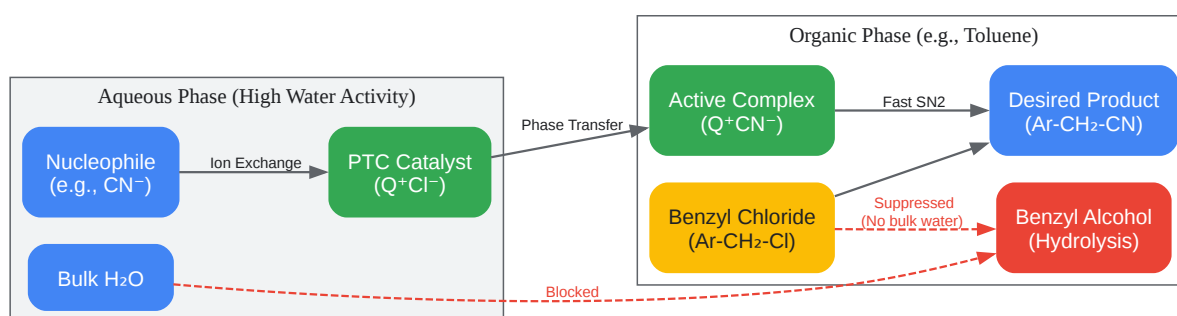 Organic Phase (e.g., Toluene)
Aqueous Phase (High Water Activity)
Nucleophile
(e.g., CN⁻)
Ion Exchange
PTC Catalyst
(Q⁺Cl⁻)
Phase Transfer
Active Complex
(Q⁺CN⁻)
Fast SN2
Desired Product
(Ar-CH₂-CN)
Benzyl Chloride
(Ar-CH₂-Cl)
Suppressed
(No bulk water)
Benzyl Alcohol
(Hydrolysis)
Bulk H₂O
Blocked